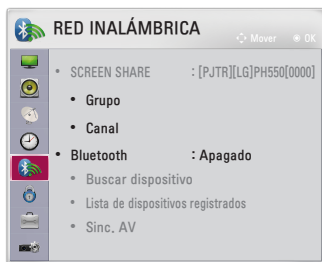 RED INALÁMBRICA
Mover OK
• SCREEN SHARE : [PJTR][LG]PH550[0000]
• Grupo
• Canal
• Bluetooth : Apagado
• Buscar dispositivo
• Lista de dispositivos registrados
• Sinc. AV